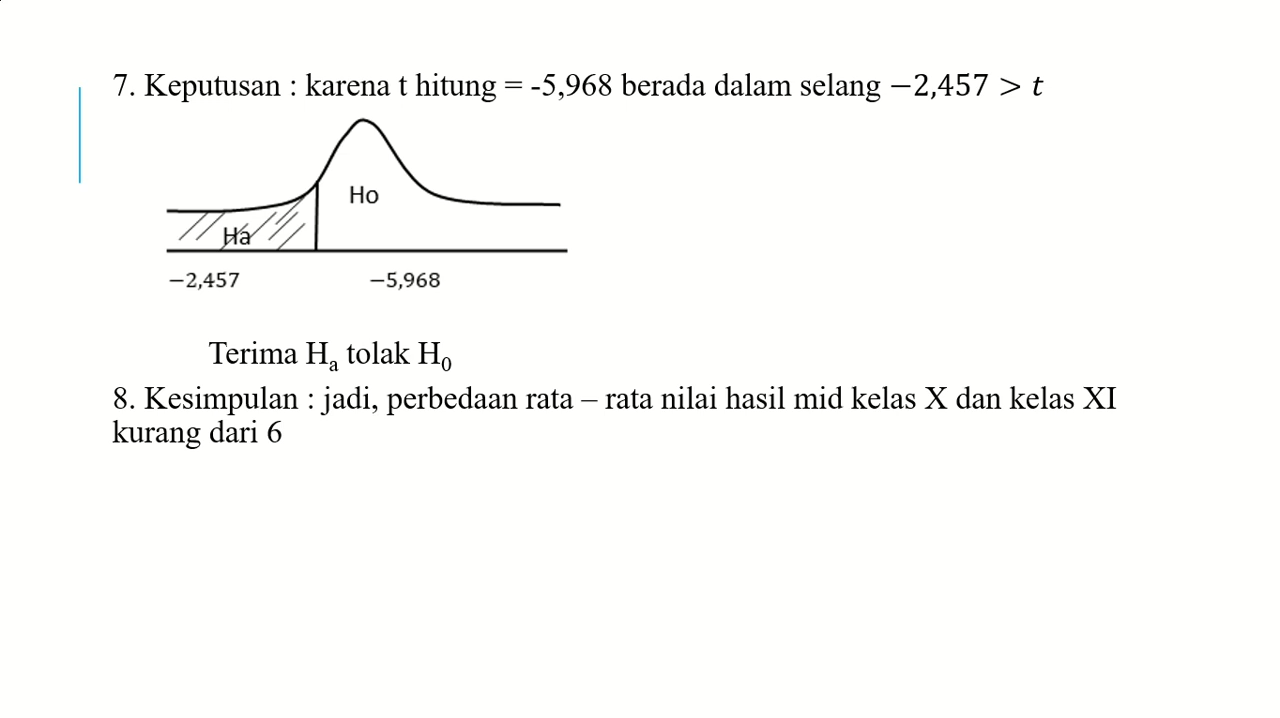 7. Keputusan : karena t hitung = -5,968 berada dalam selang −2,457 > t
Ho
Ha
−2,457 −5,968
Terima Hₐ tolak H₀
8. Kesimpulan : jadi, perbedaan rata – rata nilai hasil mid kelas X dan kelas XI
kurang dari 6